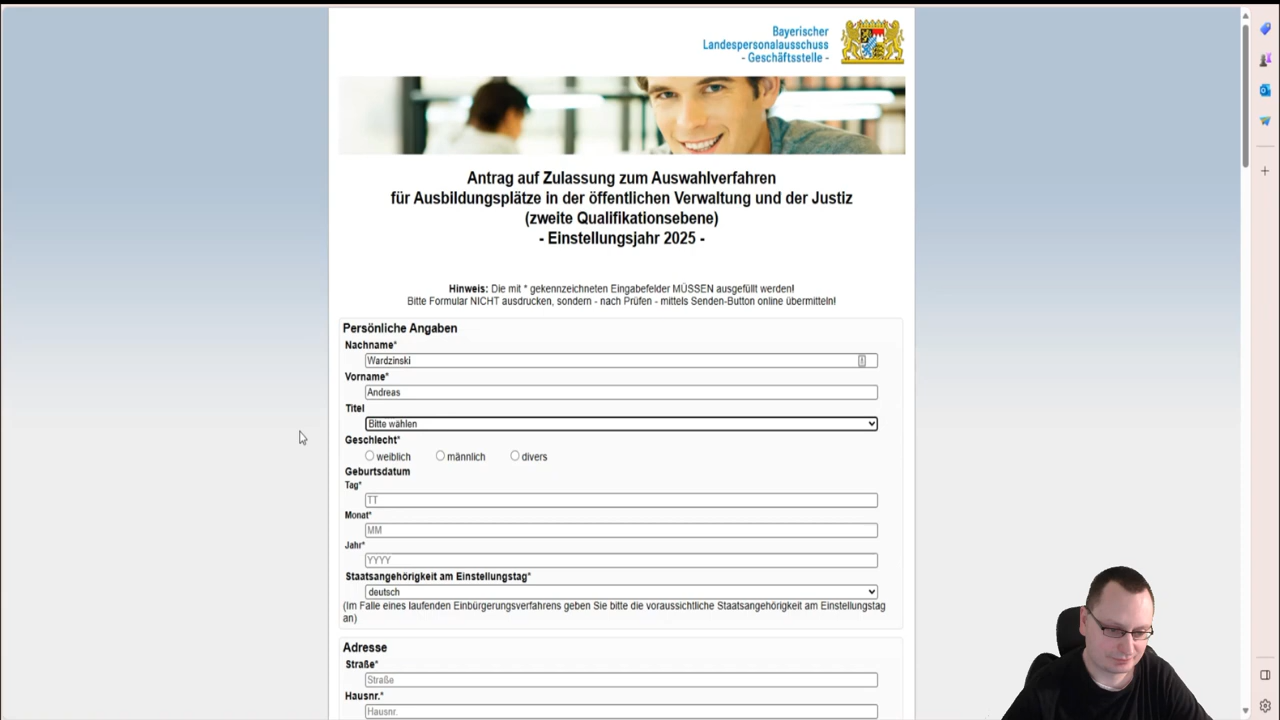 Bayerischer
Landespersonalausschuss
- Geschäftsstelle -
Antrag auf Zulassung zum Auswahlverfahren
für Ausbildungsplätze in der öffentlichen Verwaltung und der Justiz
(zweite Qualifikationsebene)
- Einstellungsjahr 2025 -
Hinweis: Die mit * gekennzeichneten Eingabefelder MÜSSEN ausgefüllt werden!
Bitte Formular NICHT ausdrucken, sondern - nach Prüfen - mittels Senden-Button online übermitteln!
Persönliche Angaben
Nachname*
Wardzinski
Vorname*
Andreas
Titel
Bitte wählen
Geschlecht*
weiblich männlich divers
Geburtsdatum
Tag*
TT
Monat*
MM
Jahr*
YYYY
Staatsangehörigkeit am Einstellungstag*
deutsch
(Im Falle eines laufenden Einbürgerungsverfahrens geben Sie bitte die voraussichtliche Staatsangehörigkeit am Einstellungstag
an)
Adresse
Straße*
Straße
Hausnr.*
Hausnr.